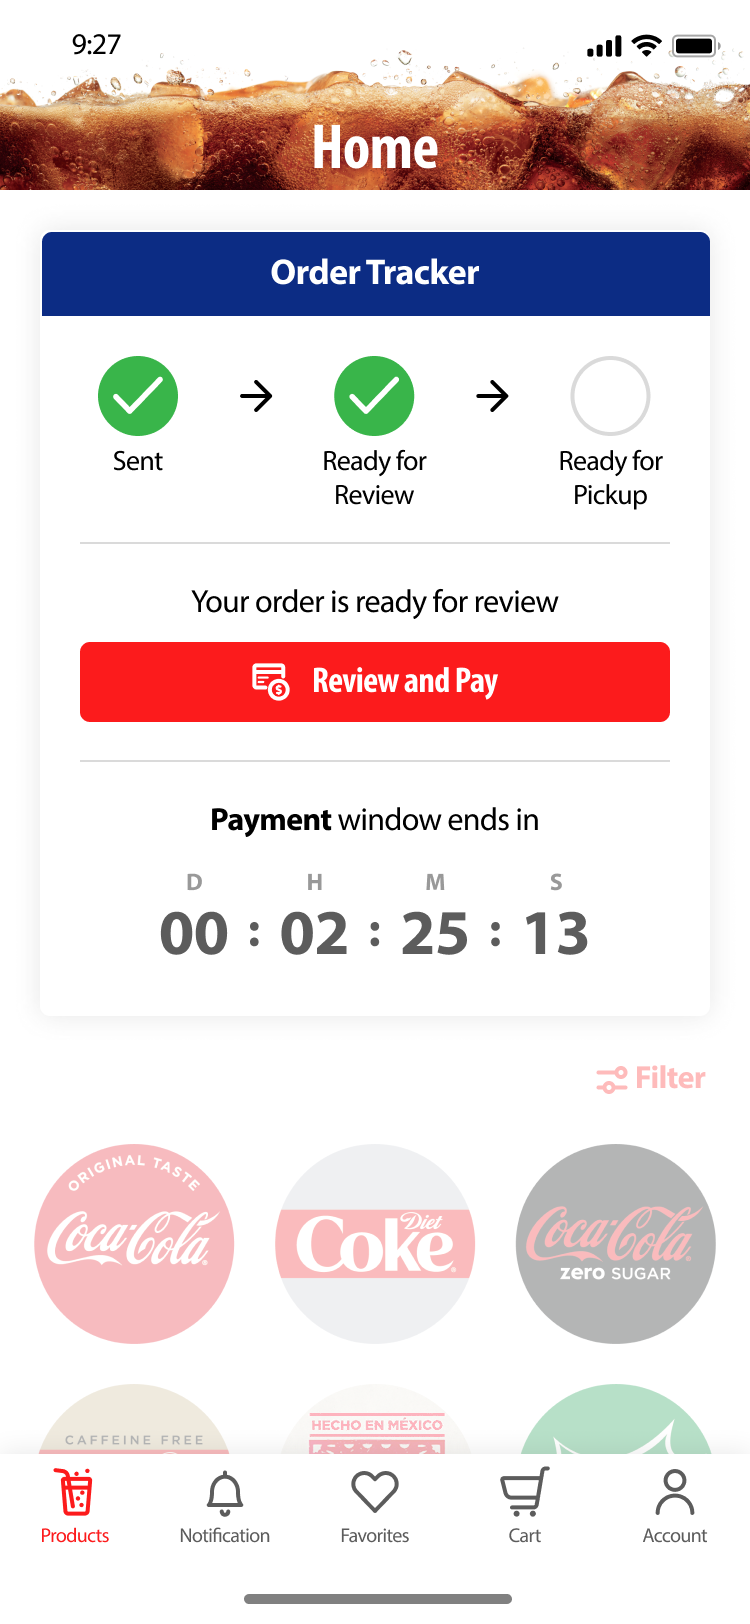 9:27
Home
Order Tracker
Sent
Ready for
Review
Ready for
Pickup
Your order is ready for review
Review and Pay
Payment window ends in
D H M S
00 : 02 : 25 : 13
Filter
ORIGINAL TASTE
Coca-Cola
Diet
Coke
Coca-Cola
zero SUGAR
CAFFEINE FREE
HECHO EN MÉXICO
Products
Notification
Favorites
Cart
Account